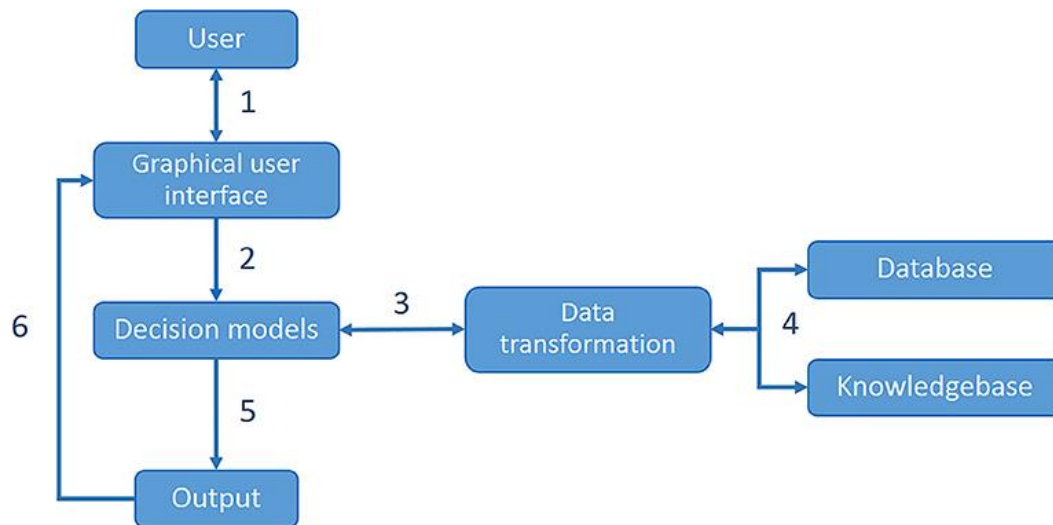 User
1
Graphical user
interface
2
Database
6
Decision models
3
Data
transformation
4
Knowledgebase
5
Output